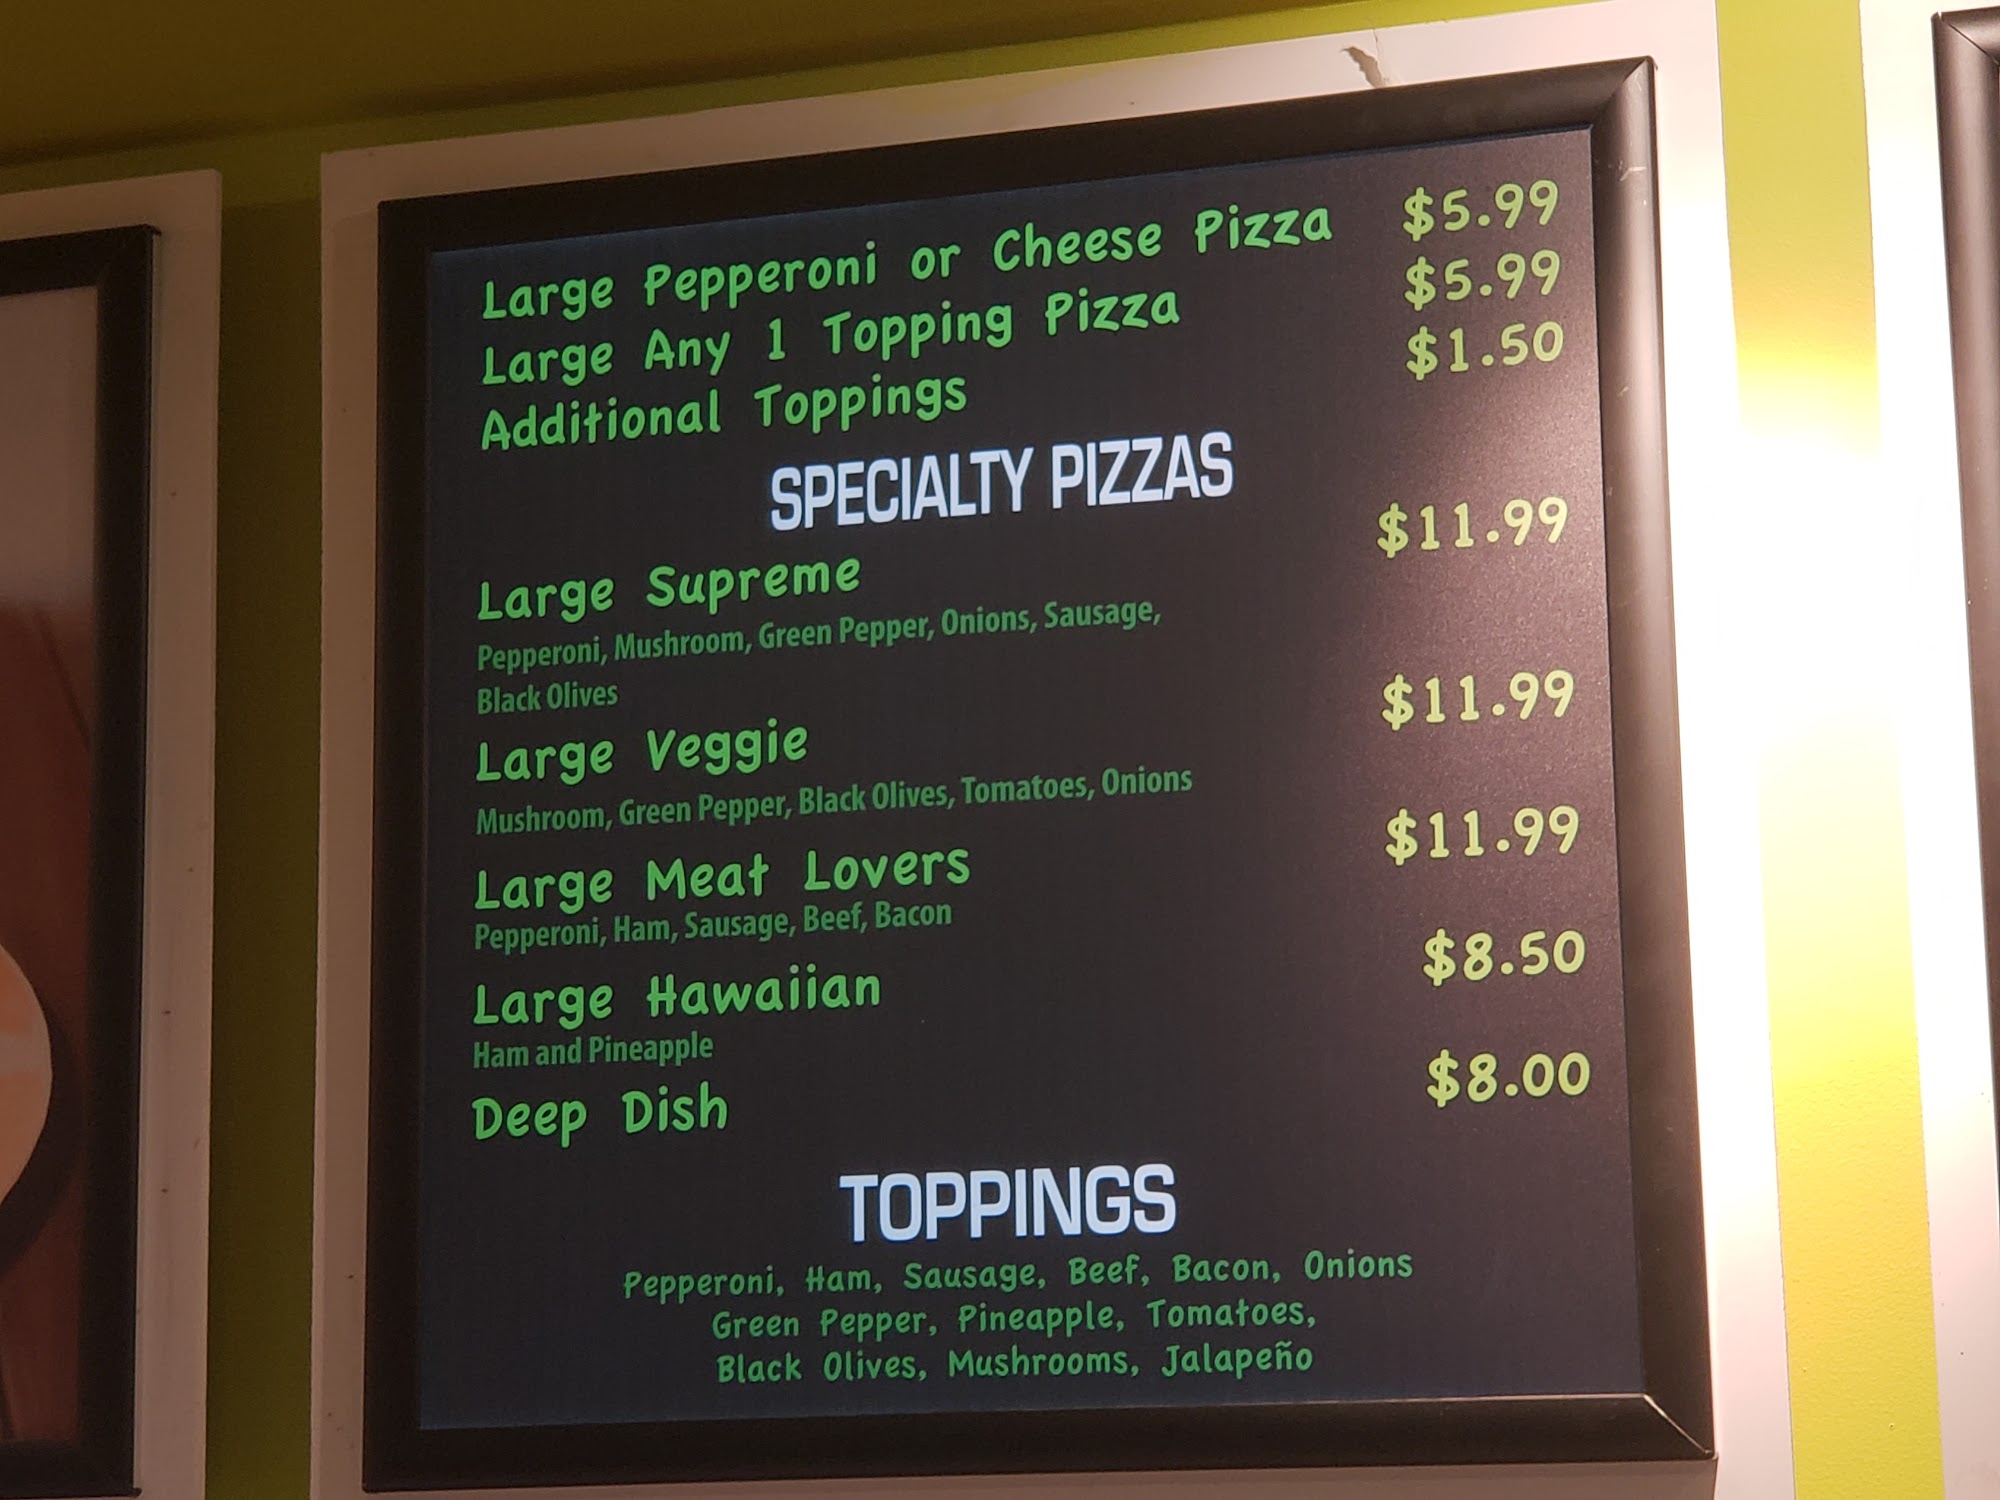 Large Pepperoni or Cheese Pizza $5.99
Large Any 1 Topping Pizza $5.99
Additional Toppings $1.50
SPECIALTY PIZZAS
Large Supreme $11.99
Pepperoni, Mushroom, Green Pepper, Onions, Sausage,
Black Olives
Large Veggie $11.99
Mushroom, Green Pepper, Black Olives, Tomatoes, Onions
Large Meat Lovers $11.99
Pepperoni, Ham, Sausage, Beef, Bacon
Large Hawaiian $8.50
Ham and Pineapple
Deep Dish $8.00
TOPPINGS
Pepperoni, Ham, Sausage, Beef, Bacon, Onions
Green Pepper, Pineapple, Tomatoes,
Black Olives, Mushrooms, Jalapeño